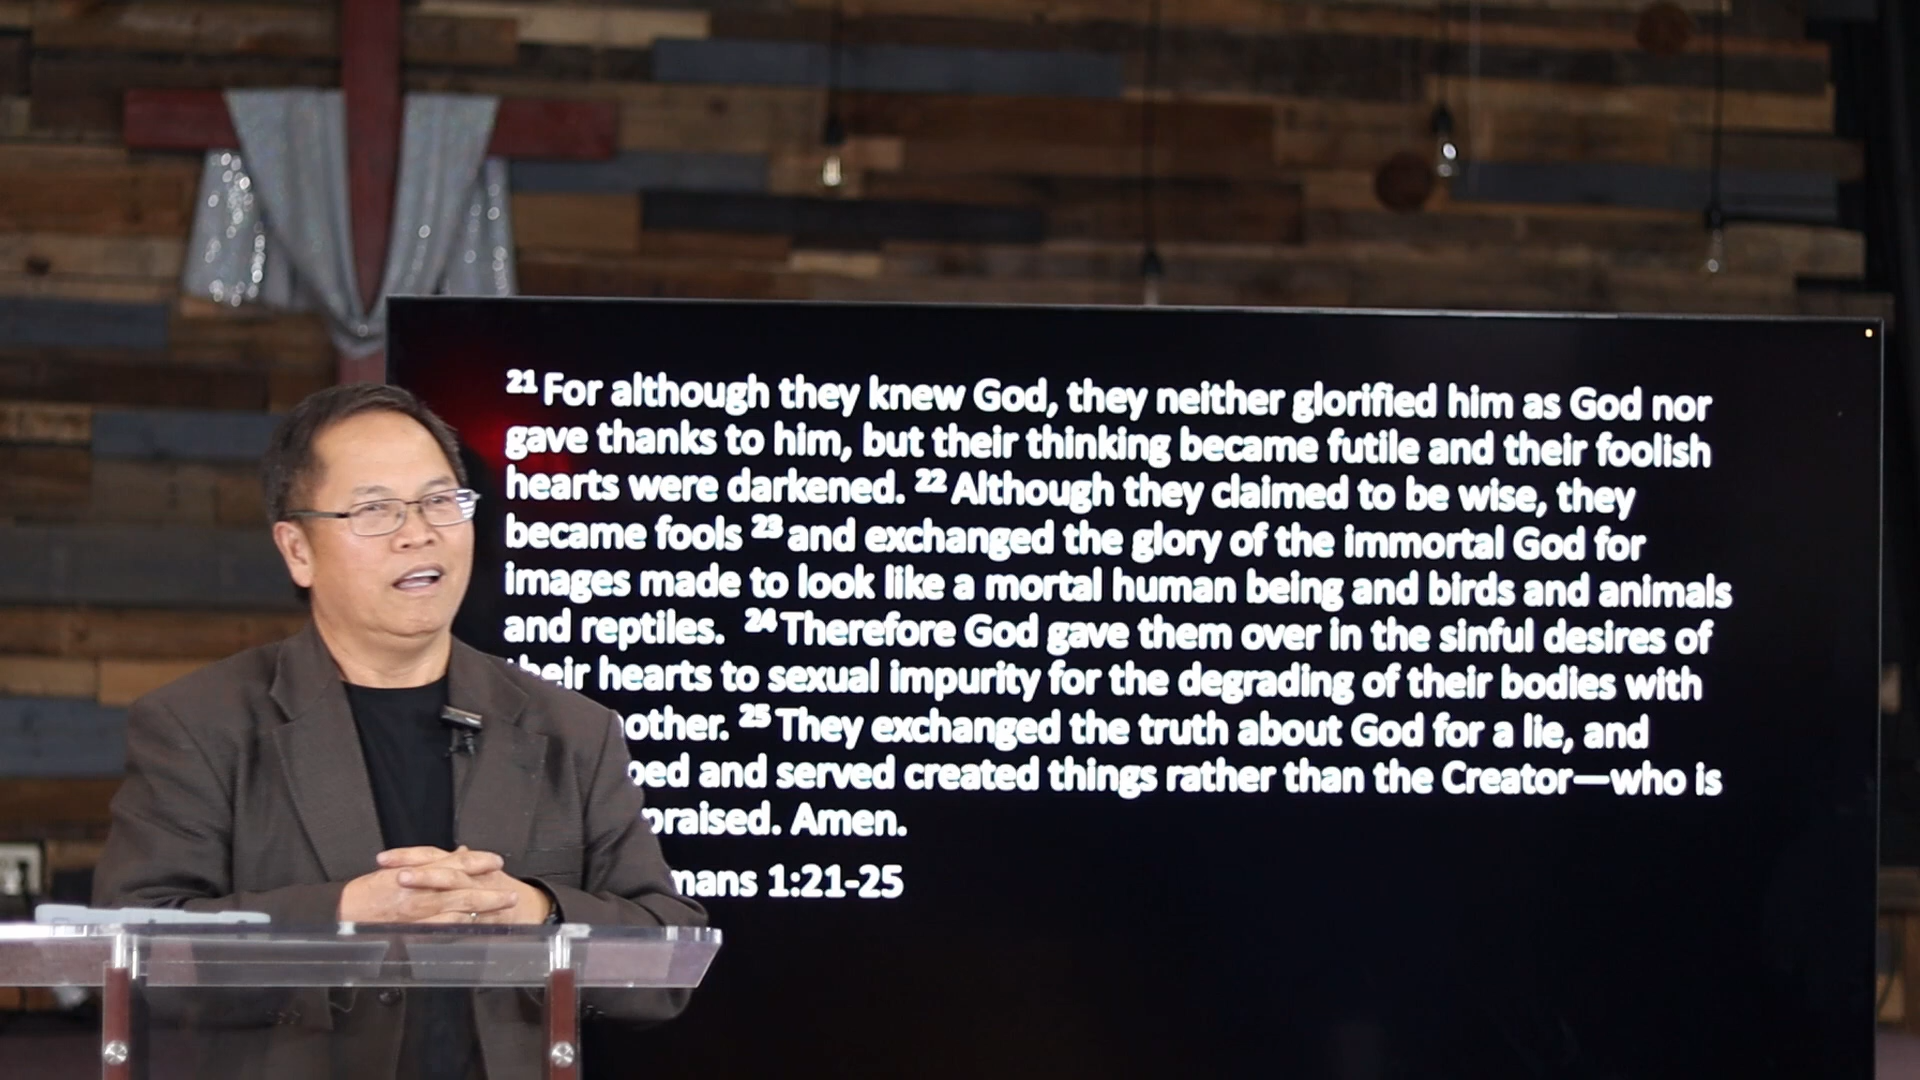 21 For although they knew God, they neither glorified him as God nor
gave thanks to him, but their thinking became futile and their foolish
hearts were darkened. 22 Although they claimed to be wise, they
became fools 23 and exchanged the glory of the immortal God for
images made to look like a mortal human being and birds and animals
and reptiles. 24 Therefore God gave them over in the sinful desires of
their hearts to sexual impurity for the degrading of their bodies with
other. 25 They exchanged the truth about God for a lie, and
ped and served created things rather than the Creator—who is
praised. Amen.
mans 1:21-25